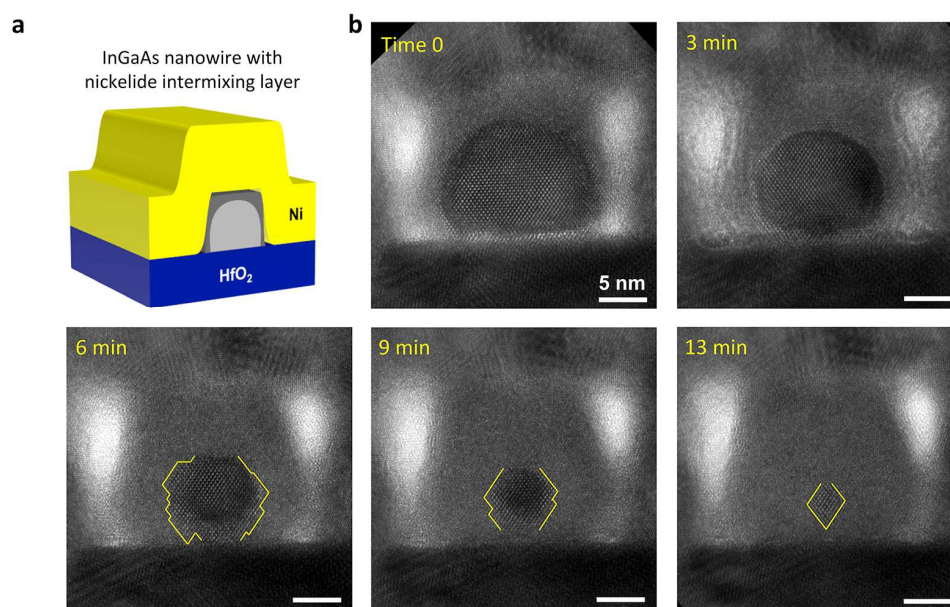 a
InGaAs nanowire with
nickelide intermixing layer
Ni
HfO₂
b
Time 0
5 nm
3 min
6 min
9 min
13 min